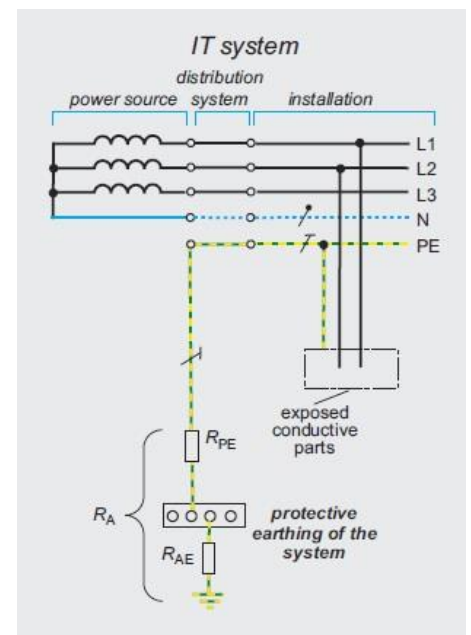 IT system
distribution
power source system installation
L1
L2
L3
N
PE
exposed
conductive
parts
RPE
RA
protective
earthing of the
system
RAE